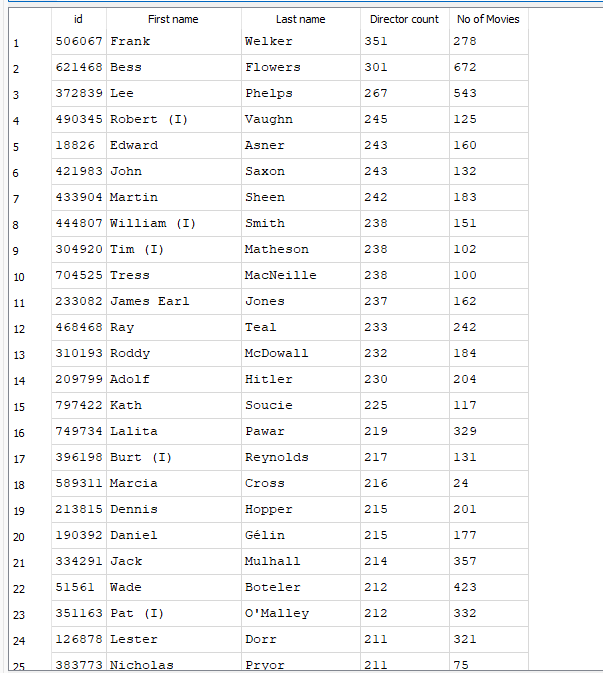 id First name Last name Director count No of Movies
1 506067 Frank Welker 351 278
2 621468 Bess Flowers 301 672
3 372839 Lee Phelps 267 543
4 490345 Robert (I) Vaughn 245 125
5 18826 Edward Asner 243 160
6 421983 John Saxon 243 132
7 433904 Martin Sheen 242 183
8 444807 William (I) Smith 238 151
9 304920 Tim (I) Matheson 238 102
10 704525 Tress MacNeille 238 100
11 233082 James Earl Jones 237 162
12 468468 Ray Teal 233 242
13 310193 Roddy McDowall 232 184
14 209799 Adolf Hitler 230 204
15 797422 Kath Soucie 225 117
16 749734 Lalita Pawar 219 329
17 396198 Burt (I) Reynolds 217 131
18 589311 Marcia Cross 216 24
19 213815 Dennis Hopper 215 201
20 190392 Daniel Gélin 215 177
21 334291 Jack Mulhall 214 357
22 51561 Wade Boteler 212 423
23 351163 Pat (I) O'Malley 212 332
24 126878 Lester Dorr 211 321
25 383773 Nicholas Pryor 211 75